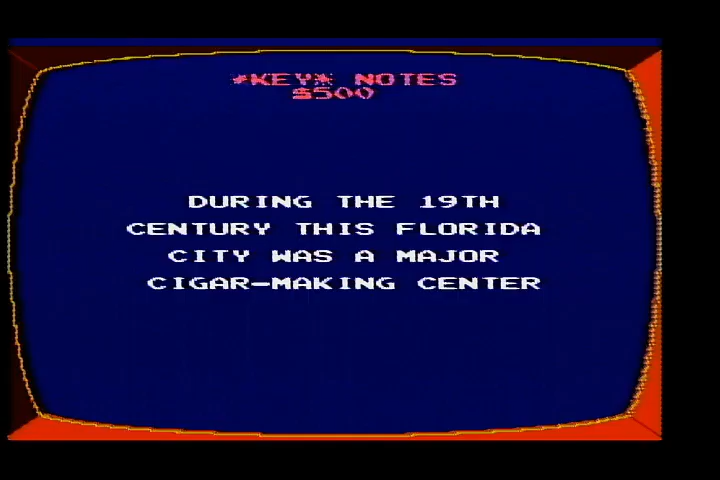 *KEY* NOTES
$500
DURING THE 19TH
CENTURY THIS FLORIDA
CITY WAS A MAJOR
CIGAR-MAKING CENTER